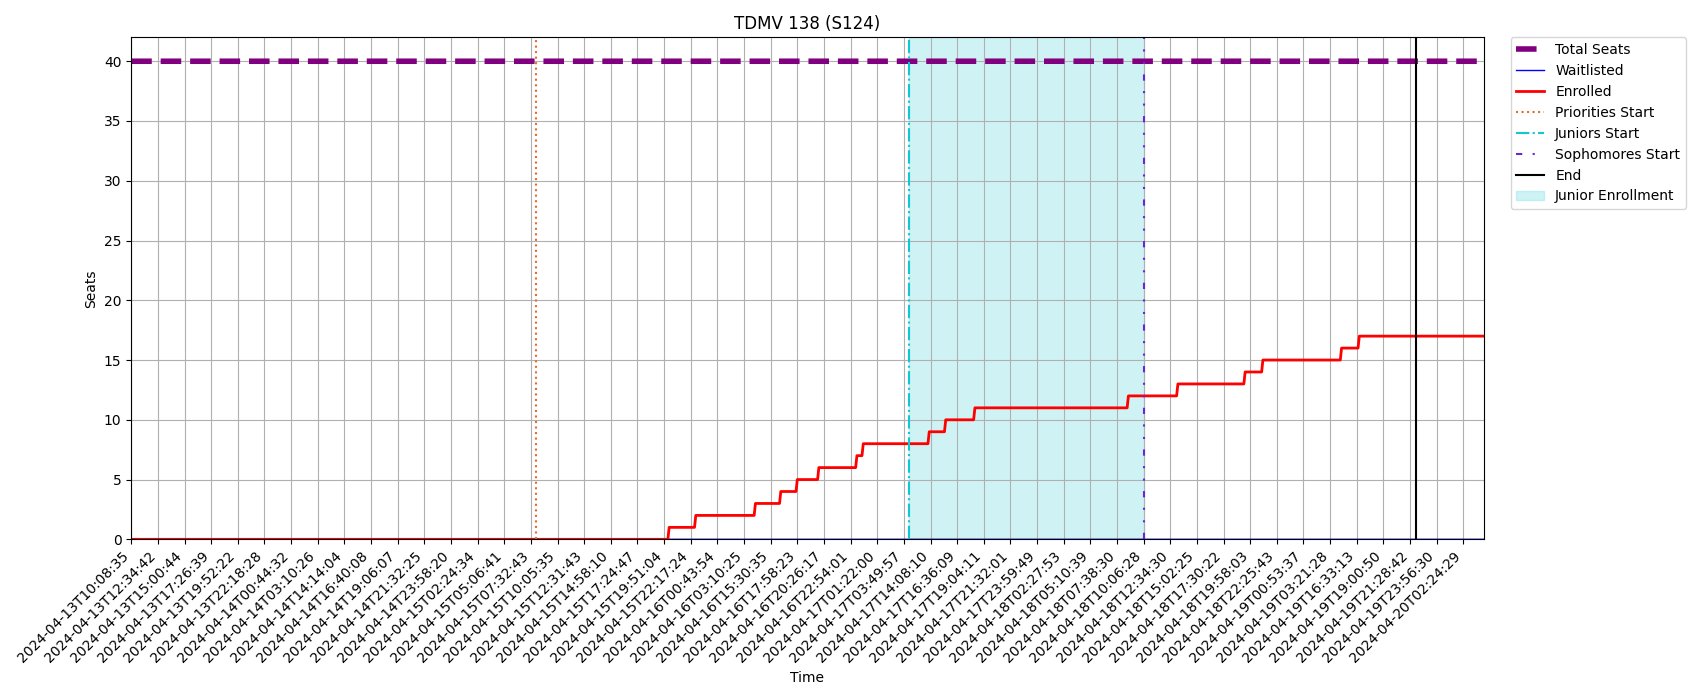 TDMV 138 (S124)
Total Seats
Waitlisted
Enrolled
Priorities Start
Juniors Start
Sophomores Start
End
Junior Enrollment
Seats
40
35
30
25
20
15
10
5
0
2024-04-13T10:08:35
2024-04-13T12:34:42
2024-04-13T15:00:44
2024-04-13T17:26:39
2024-04-13T19:52:22
2024-04-13T22:18:28
2024-04-14T00:44:32
2024-04-14T03:10:26
2024-04-14T14:14:04
2024-04-14T16:40:08
2024-04-14T19:06:07
2024-04-14T21:32:25
2024-04-14T23:58:20
2024-04-15T02:24:34
2024-04-15T05:06:41
2024-04-15T07:32:43
2024-04-15T10:05:35
2024-04-15T12:31:43
2024-04-15T14:58:10
2024-04-15T17:24:47
2024-04-15T19:51:04
2024-04-15T22:17:24
2024-04-16T00:43:54
2024-04-16T03:10:25
2024-04-16T15:30:35
2024-04-16T17:58:23
2024-04-16T20:26:17
2024-04-16T22:54:01
2024-04-17T01:22:00
2024-04-17T03:49:57
2024-04-17T14:08:10
2024-04-17T16:36:09
2024-04-17T19:04:11
2024-04-17T21:32:01
2024-04-17T23:59:49
2024-04-18T02:27:53
2024-04-18T05:10:39
2024-04-18T07:38:30
2024-04-18T10:06:28
2024-04-18T12:34:30
2024-04-18T15:02:25
2024-04-18T17:30:22
2024-04-18T19:58:03
2024-04-18T22:25:43
2024-04-19T00:53:37
2024-04-19T03:21:28
2024-04-19T16:33:13
2024-04-19T19:00:50
2024-04-19T21:28:42
2024-04-19T23:56:30
2024-04-20T02:24:29
Time